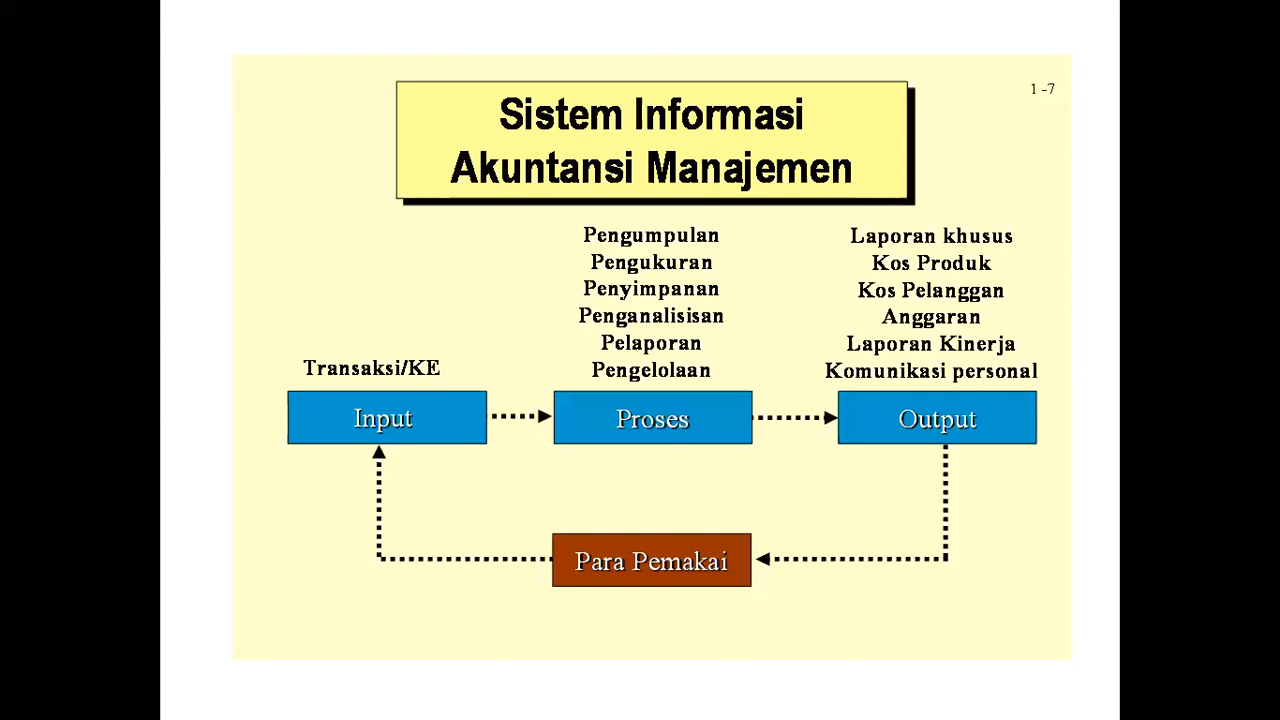 1 -7
Sistem Informasi
Akuntansi Manajemen
Transaksi/KE
Input
Pengumpulan
Pengukuran
Penyimpanan
Penganalisisan
Pelaporan
Pengelolaan
Proses
Laporan khusus
Kos Produk
Kos Pelanggan
Anggaran
Laporan Kinerja
Komunikasi personal
Output
Para Pemakai